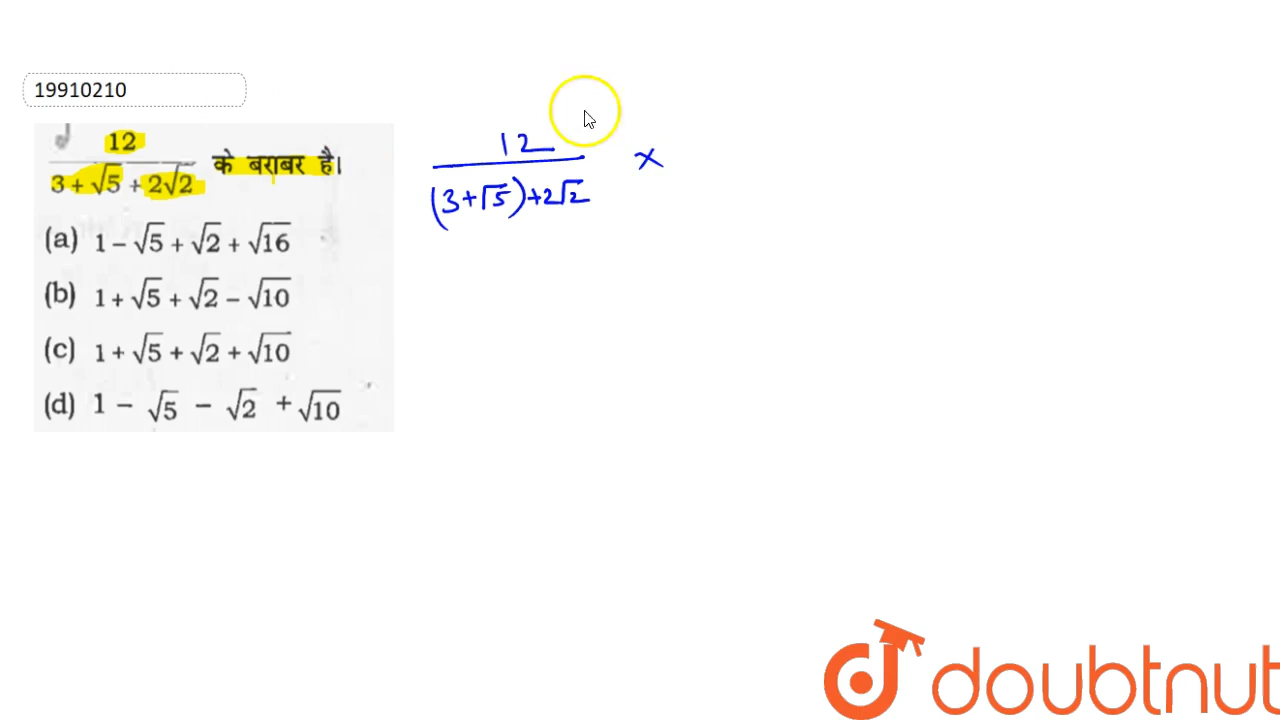 19910210
12
3 + √5 + 2√2 के बराबर है।
(a) 1 - √5 + √2 + √16
(b) 1 + √5 + √2 - √10
(c) 1 + √5 + √2 + √10
(d) 1 - √5 - √2 + √10
12
(3+√5)+2√2 ×
doubtnut